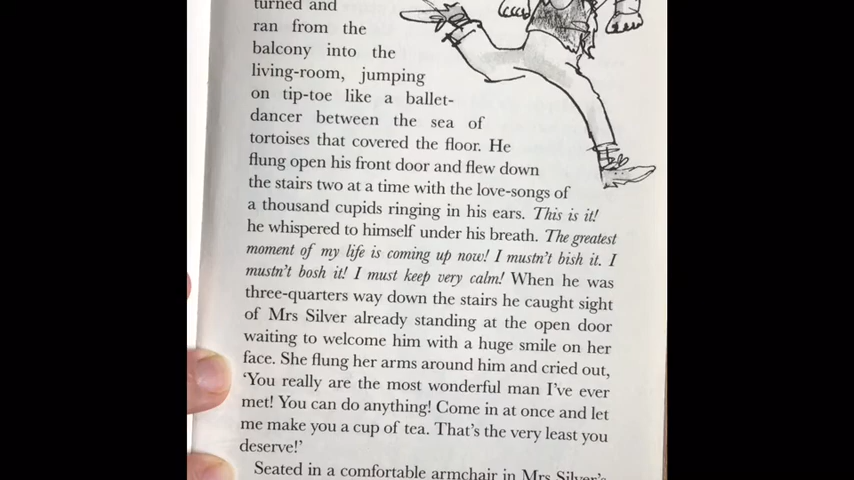 turned and
ran from the
balcony into the
living-room, jumping
on tip-toe like a ballet-
dancer between the sea of
tortoises that covered the floor. He
flung open his front door and flew down
the stairs two at a time with the love-songs of
a thousand cupids ringing in his ears. This is it!
he whispered to himself under his breath. The greatest
moment of my life is coming up now! I mustn't bish it. I
mustn't bosh it! I must keep very calm! When he was
three-quarters way down the stairs he caught sight
of Mrs Silver already standing at the open door
waiting to welcome him with a huge smile on her
face. She flung her arms around him and cried out,
‘You really are the most wonderful man I've ever
met! You can do anything! Come in at once and let
me make you a cup of tea. That's the very least you
deserve!’
Seated in a comfortable armchair in Mrs Silver's